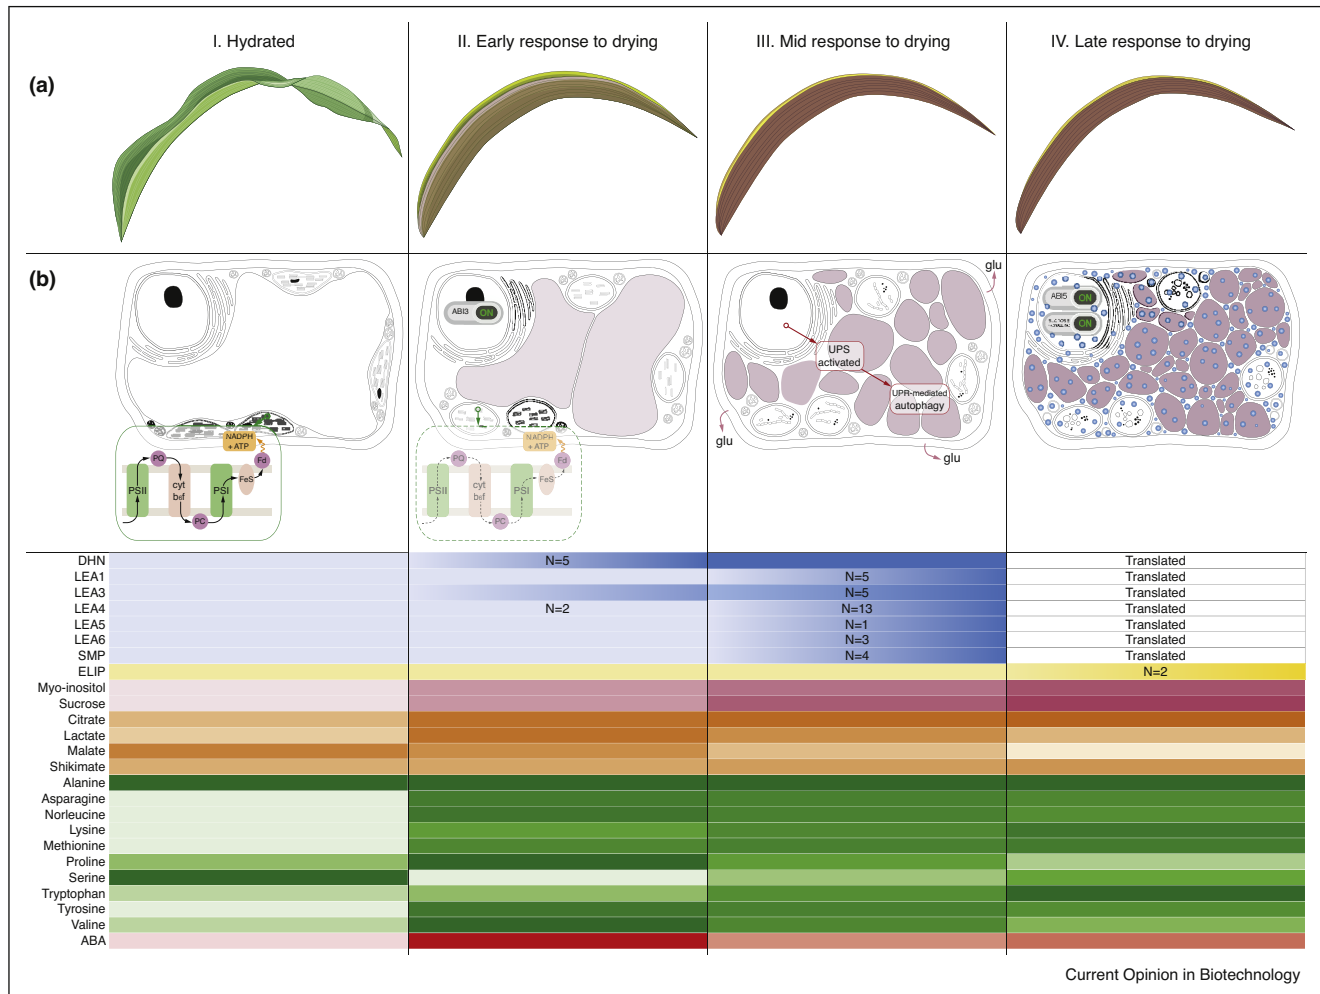 I. Hydrated
II. Early response to drying
III. Mid response to drying
IV. Late response to drying
(a)
(b)
ABI3 ON
glu
UPS
activated
UPR-mediated
autophagy
glu
glu
ABI5 ON
ON
NADPH
+ ATP
PQ
Fd
PSII
cyt
b6f
PSI
FeS
PC
NADPH
+ ATP
PQ
Fd
PSII
cyt
b6f
PSI
FeS
PC
DHN N=5 Translated
LEA1 N=5 Translated
LEA3 N=5 Translated
LEA4 N=2 N=13 Translated
LEA5 N=1 Translated
LEA6 N=3 Translated
SMP N=4 Translated
ELIP N=2
Myo-inositol
Sucrose
Citrate
Lactate
Malate
Shikimate
Alanine
Asparagine
Norleucine
Lysine
Methionine
Proline
Serine
Tryptophan
Tyrosine
Valine
ABA
Current Opinion in Biotechnology